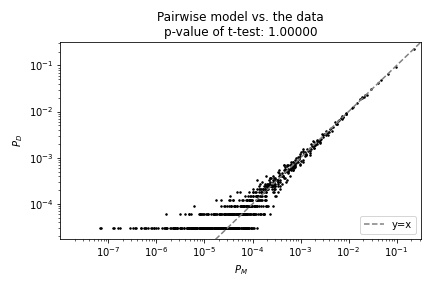 Pairwise model vs. the data
p-value of t-test: 1.00000
10⁻¹
10⁻²
10⁻³
10⁻⁴
P_D
y=x
10⁻⁷ 10⁻⁶ 10⁻⁵ 10⁻⁴ 10⁻³ 10⁻² 10⁻¹
P_M